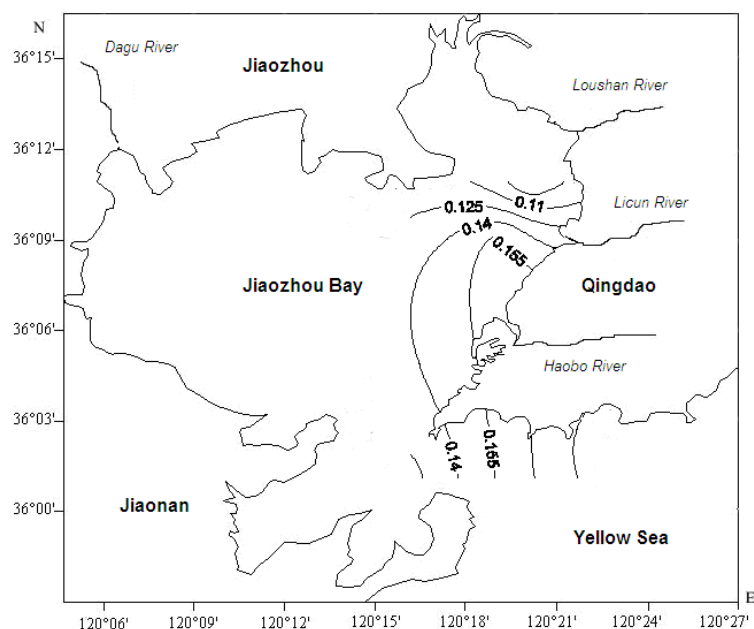 N
Dagu River
36°15'
Jiaozhou
Loushan River
36°12'
0.11
0.125
Licun River
0.14
36°09'
0.155
Jiaozhou Bay
Qingdao
36°06'
Haobo River
36°03'
0.14
0.155
Jiaonan
36°00'
Yellow Sea
E
120°06' 120°09' 120°12' 120°15' 120°18' 120°21' 120°24' 120°27'